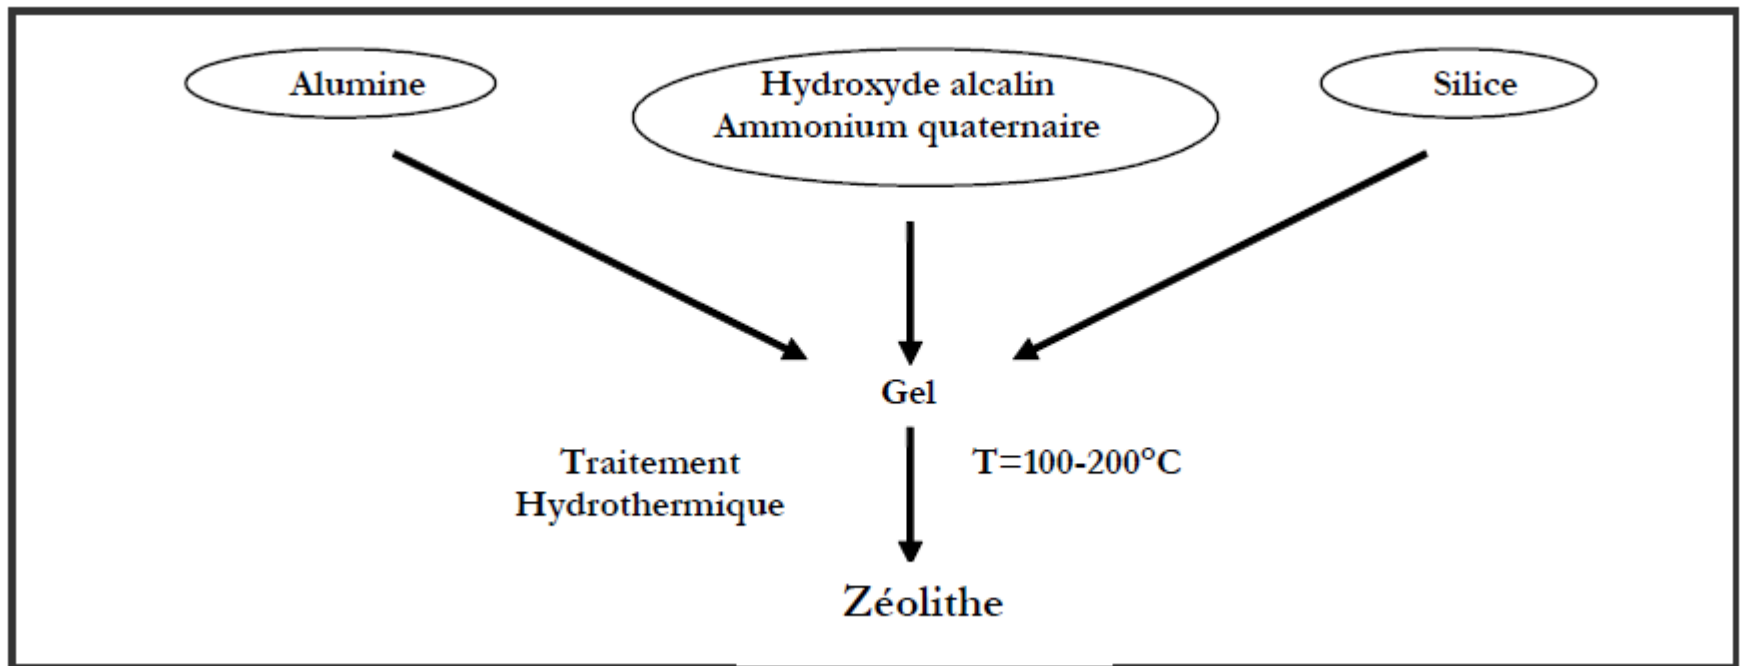 Alumine
Hydroxyde alcalin
Ammonium quaternaire
Silice
Gel
Traitement
Hydrothermique
T=100-200°C
Zéolithe